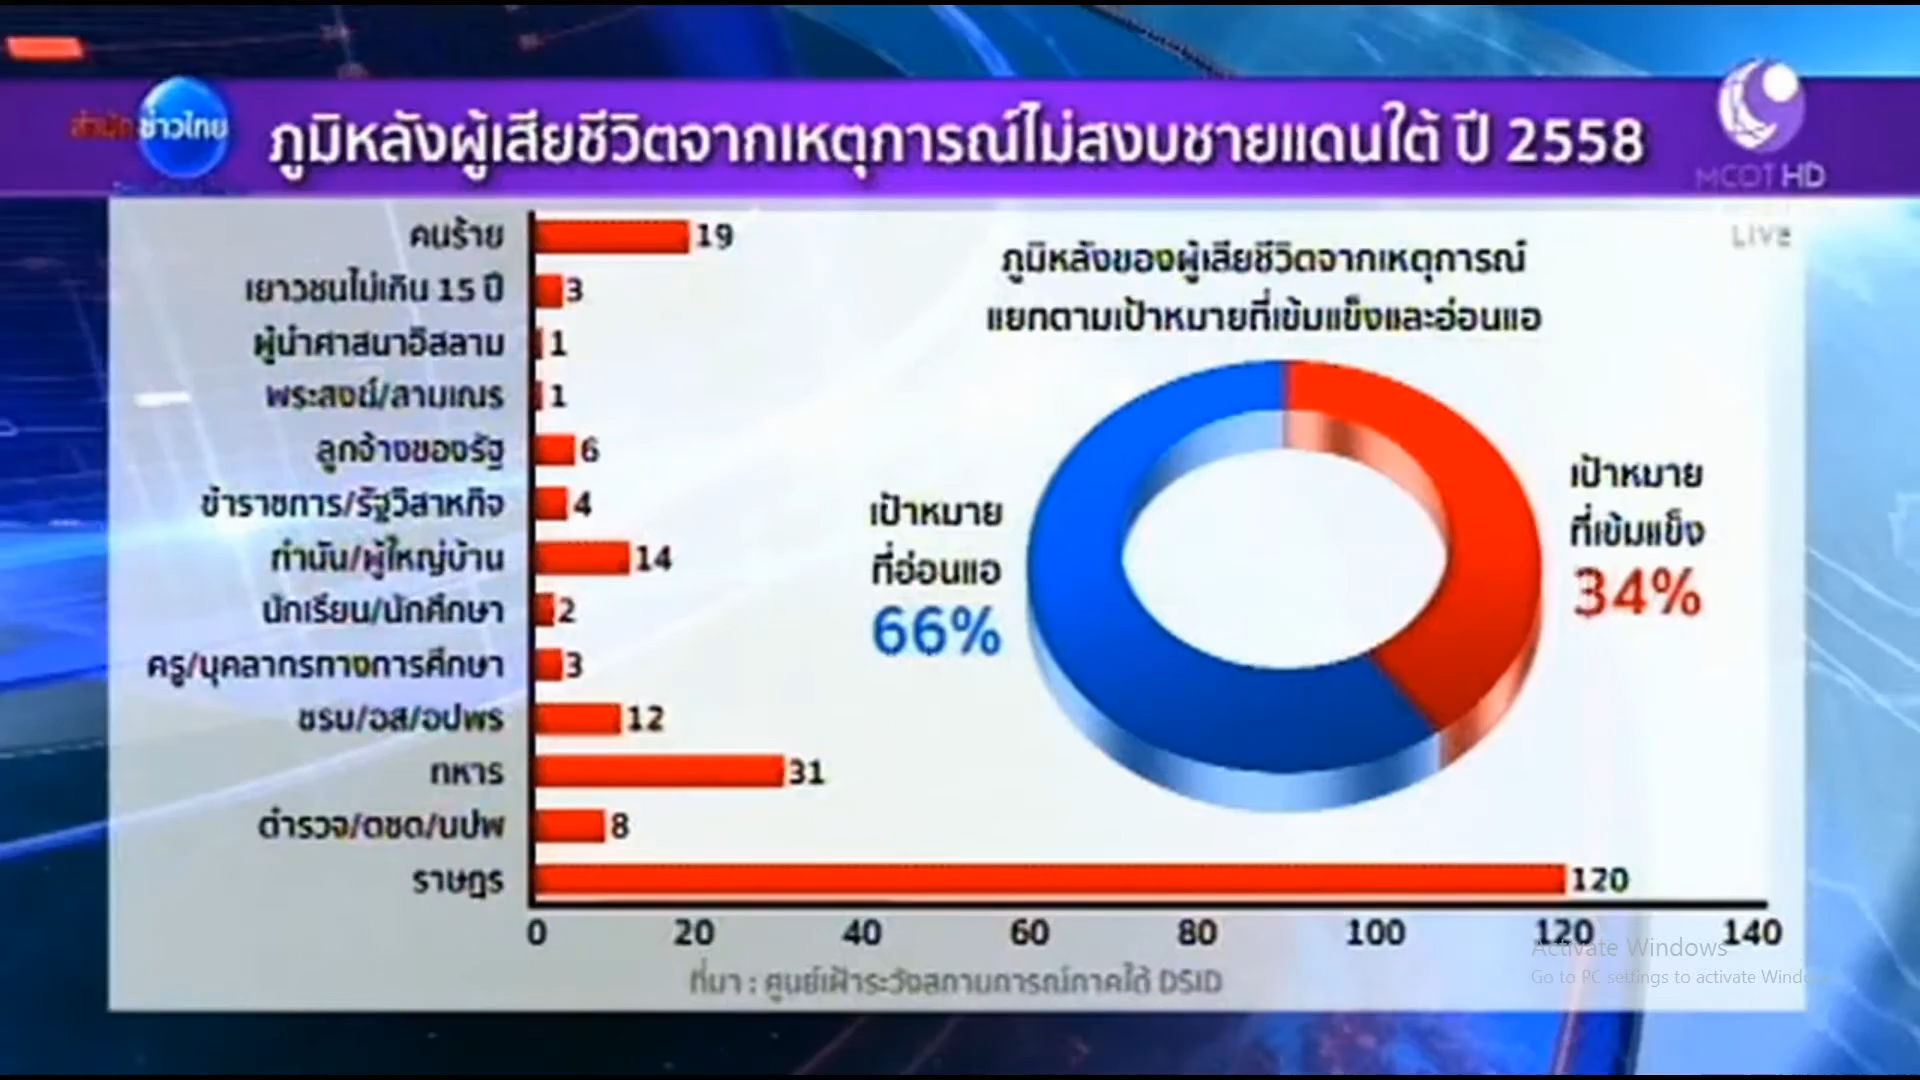 สำนักข่าวไทย
ภูมิหลังผู้เสียชีวิตจากเหตุการณ์ไม่สงบชายแดนใต้ ปี 2558
MCOT HD
LIVE
คนร้าย 19
เยาวชนไม่เกิน 15 ปี 3
ผู้นำศาสนาอิสลาม 1
พระสงฆ์/สามเณร 1
ลูกจ้างของรัฐ 6
ข้าราชการ/รัฐวิสาหกิจ 4
กำนัน/ผู้ใหญ่บ้าน 14
นักเรียน/นักศึกษา 2
ครู/บุคลากรทางการศึกษา 3
ชรบ/อส/อปพร 12
ทหาร 31
ตำรวจ/ตชด/นปพ 8
ราษฎร 120
0 20 40 60 80 100 120 140
ภูมิหลังของผู้เสียชีวิตจากเหตุการณ์
แยกตามเป้าหมายที่เข้มแข็งและอ่อนแอ
เป้าหมาย
ที่อ่อนแอ
66%
เป้าหมาย
ที่เข้มแข็ง
34%
ที่มา : ศูนย์เฝ้าระวังสถานการณ์ภาคใต้ DSID
Activate Windows
Go to PC settings to activate Windo